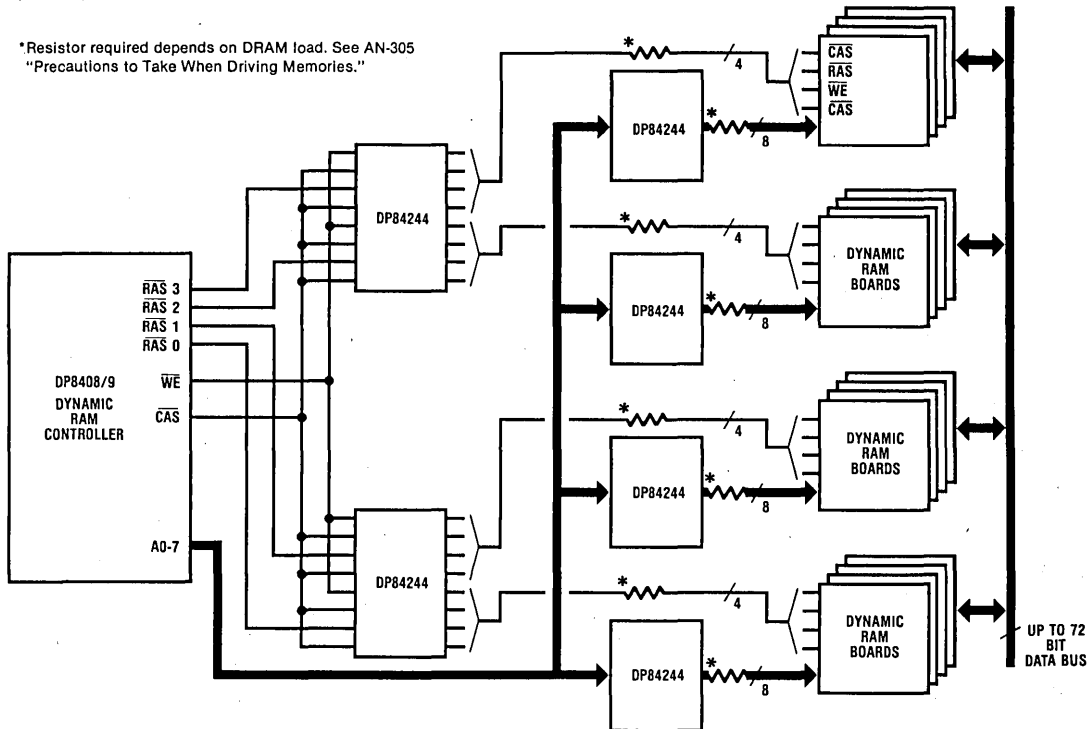 *Resistor required depends on DRAM load. See AN-305
"Precautions to Take When Driving Memories."
*
4
CAS
RAS
WE
CAS
DP84244
*
8
DP84244
*
4
DYNAMIC
RAM
BOARDS
DP84244
*
8
RAS 3
RAS 2
RAS 1
RAS 0
DP8408/9
DYNAMIC
RAM
CONTROLLER
WE
CAS
A0-7
*
4
DYNAMIC
RAM
BOARDS
DP84244
*
8
DP84244
*
4
DYNAMIC
RAM
BOARDS
DP84244
*
8
UP TO 72
BIT
DATA BUS